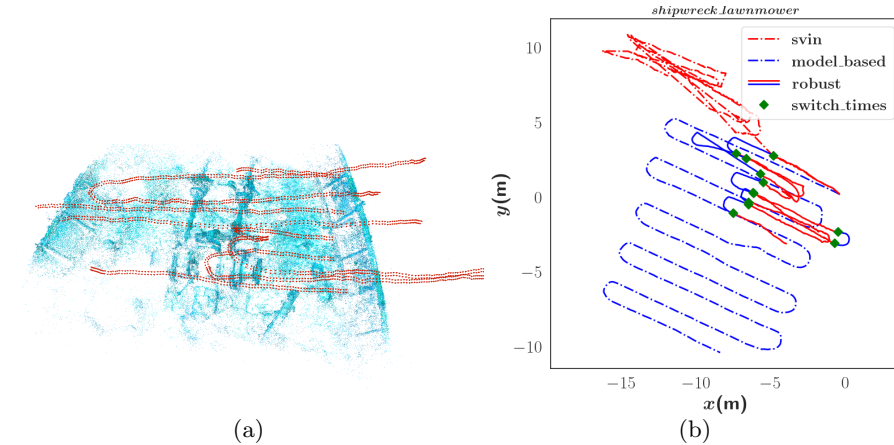 shipwreck_lawnmower
10
5
0
−5
−10
y(m)
svin
model_based
robust
switch_times
−15
−10
−5
0
x(m)
(a)
(b)